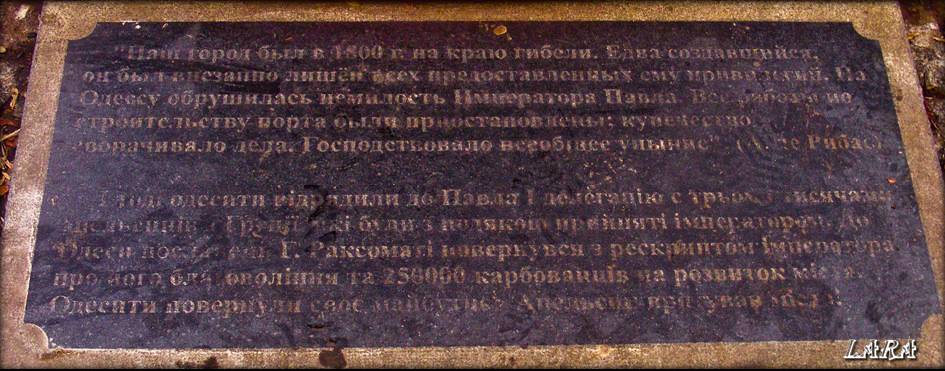 "Наш город был в 1800 г. на краю гибели. Едва создавшийся,
он был внезапно лишён всех предоставленных ему привилегий. На
Одессу обрушилась немилость Императора Павла. Все работы по
строительству порта были приостановлены; купечество
сворачивало дела. Господствовало всеобщее уныние" (А. де Рибас)
І тоді одесити відрядили до Павла І делегацію с трьома тисячами
апельсинів з Греції, які були з подякою прийняті імператором. До
Одеси посланець Г. Раксоматі повернувся з рескриптом Імператора
про його благовоління та 250000 карбованців на розвиток міста.
Одесити повернули своє майбутнє. Апельсин врятував місто!
LARA